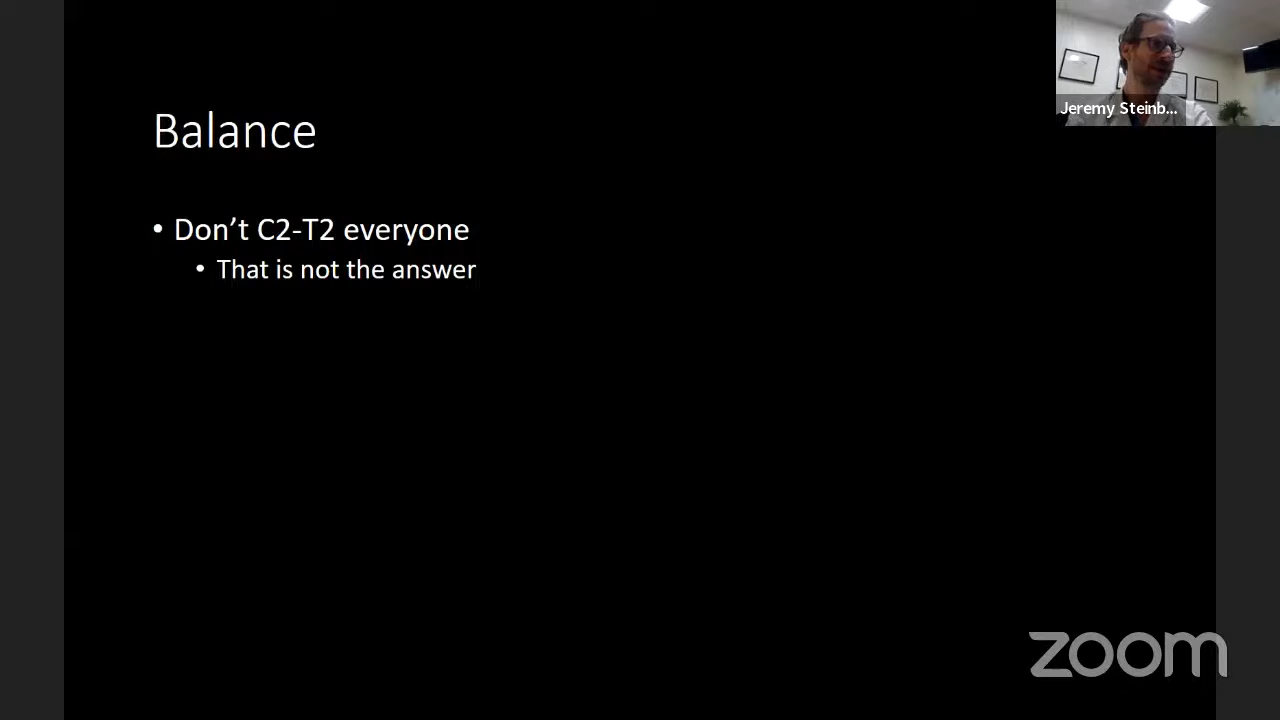 Jeremy Steinb...
Balance
• Don’t C2-T2 everyone
• That is not the answer
zoom